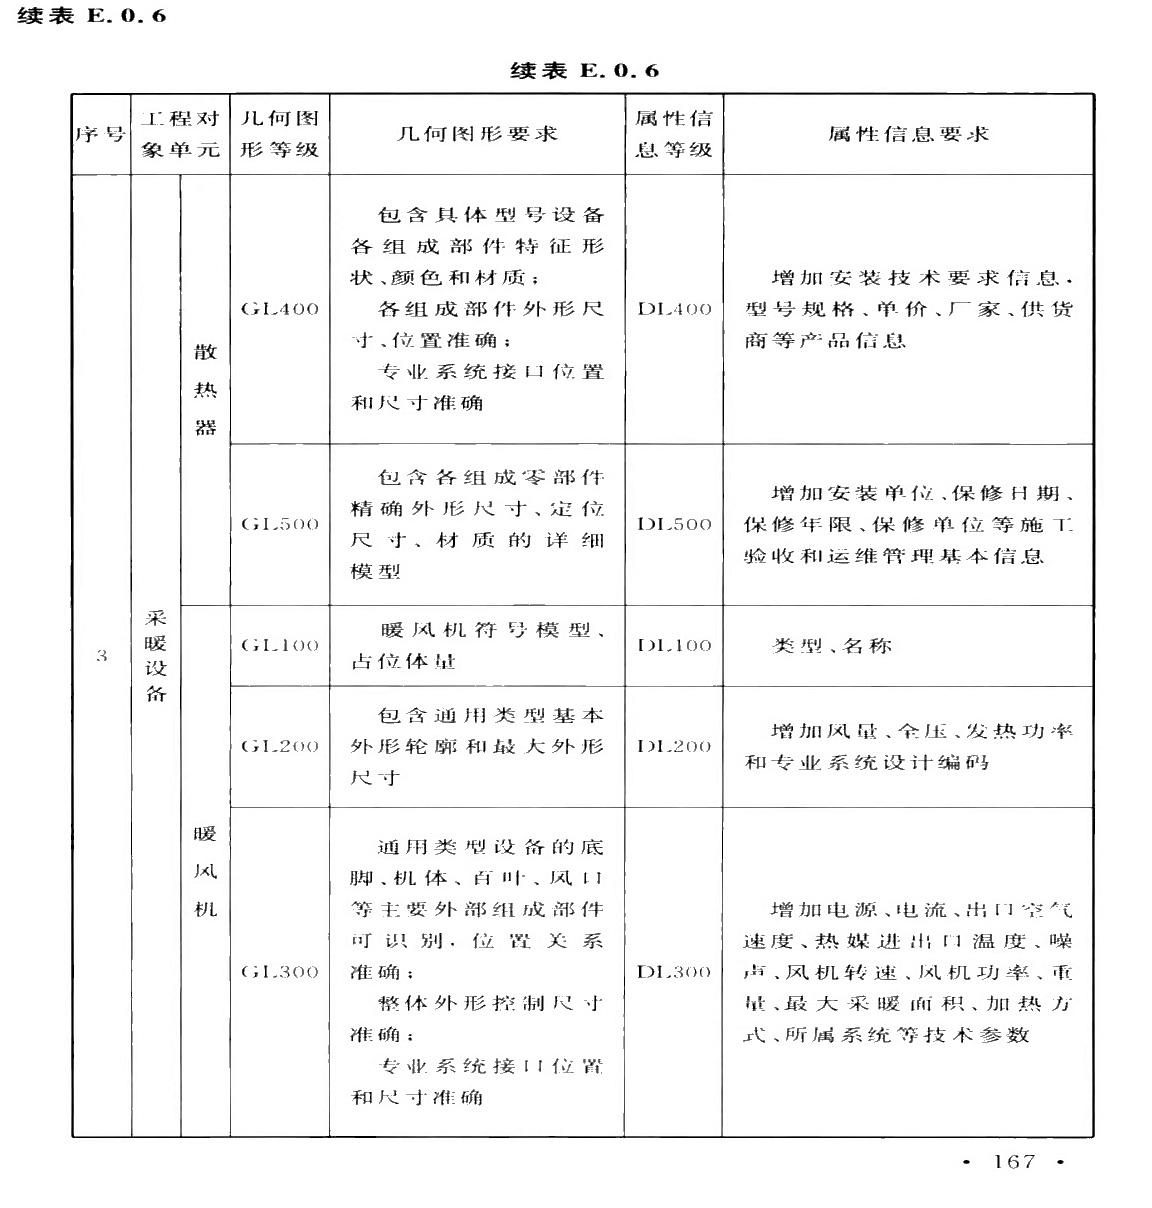 续表 E.0.6
续表 E.0.6
序号
工程对
象单元
几何图
形等级
几何图形要求
属性信
息等级
属性信息要求
3
采
暖
设
备
散
热
器
GL400
包含具体型号设备
各组成部件特征形
状、颜色和材质；
各组成部件外形尺
寸、位置准确；
专业系统接口位置
和尺寸准确
DL400
增加安装技术要求信息，
型号规格、单价、厂家、供货
商等产品信息
GL500
包含各组成零部件
精确外形尺寸、定位
尺寸、材质的详细
模型
DL500
增加安装单位、保修日期、
保修年限、保修单位等施工
验收和运维管理基本信息
暖
风
机
GL100
暖风机符号模型、
占位体量
DL100
类型、名称
GL200
包含通用类型基本
外形轮廓和最大外形
尺寸
DL200
增加风量、全压、发热功率
和专业系统设计编码
GL300
通用类型设备的底
脚、机体、百叶、风口
等主要外部组成部件
可识别，位置关系
准确；
整体外形控制尺寸
准确；
专业系统接口位置
和尺寸准确
DL300
增加电源、电流、出口空气
速度、热媒进出口温度、噪
声、风机转速、风机功率、重
量、最大采暖面积、加热方
式、所属系统等技术参数
· 167 ·